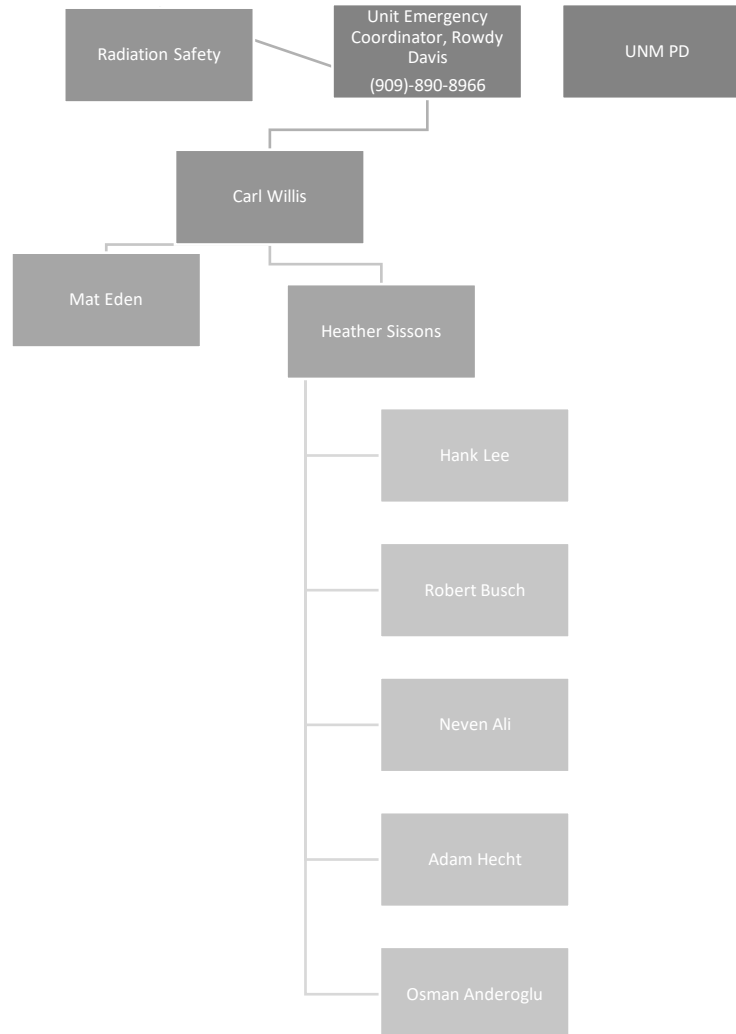 Radiation Safety
Unit Emergency
Coordinator, Rowdy
Davis
(909)-890-8966
UNM PD
Carl Willis
Mat Eden
Heather Sissons
Hank Lee
Robert Busch
Neven Ali
Adam Hecht
Osman Anderoglu